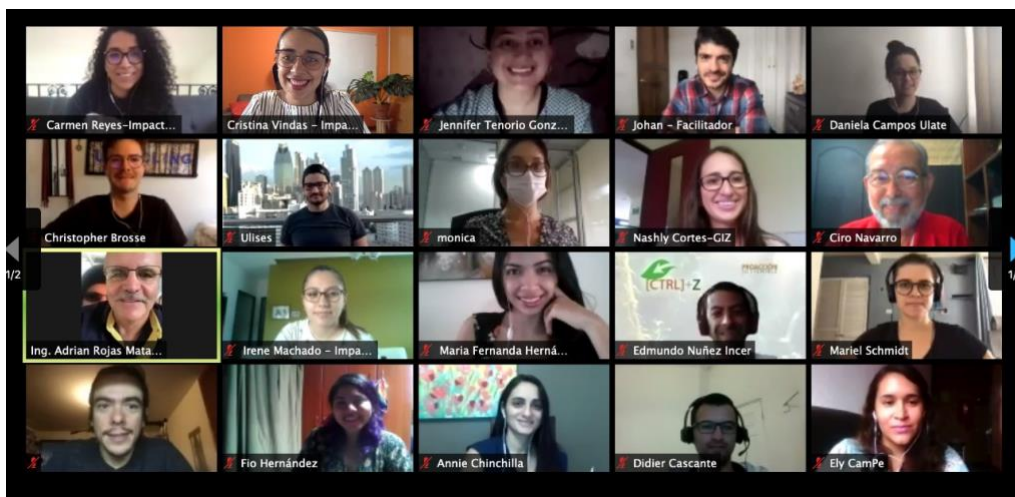 Carmen Reyes-Impact...
Cristina Vindas - Impa...
Jennifer Tenorio Gonz...
Johan - Facilitador
Daniela Campos Ulate
Christopher Brosse
Ulises
monica
Nashly Cortes-GIZ
Ciro Navarro
1/2
1/
[CTRL]+Z
Ing. Adrian Rojas Mata...
Irene Machado - Impa...
Maria Fernanda Herná...
Edmundo Nuñez Incer
Mariel Schmidt
Fio Hernández
Annie Chinchilla
Didier Cascante
Ely CamPe